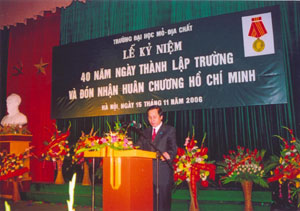 TRƯỜNG ĐẠI HỌC MỎ-ĐỊA CHẤT
LỄ KỶ NIỆM
40 NĂM NGÀY THÀNH LẬP TRƯỜNG
VÀ ĐÓN NHẬN HUÂN CHƯƠNG HỒ CHÍ MINH
HÀ NỘI, NGÀY 15 THÁNG 11 NĂM 2006